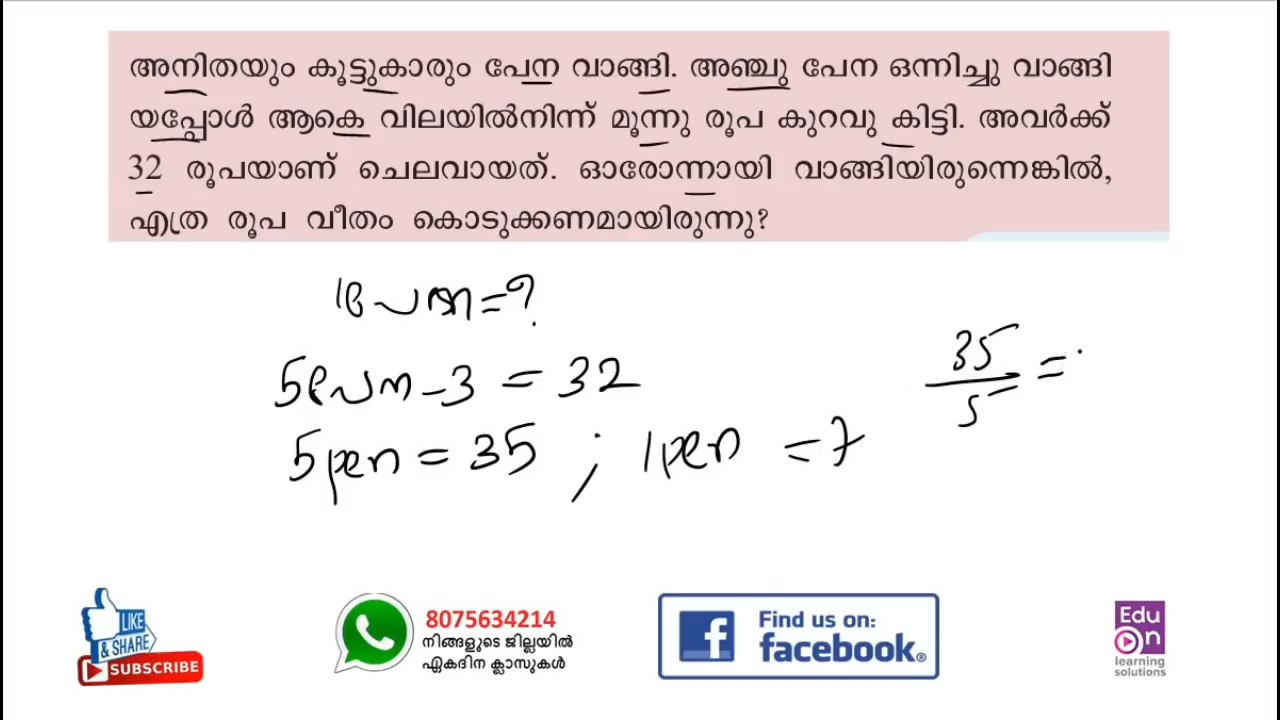 അനിതയും കൂട്ടുകാരും പേന വാങ്ങി. അഞ്ചു പേന ഒന്നിച്ചു വാങ്ങി
യപ്പോൾ ആകെ വിലയിൽനിന്ന് മൂന്നു രൂപ കുറവു കിട്ടി. അവർക്ക്
32 രൂപയാണ് ചെലവായത്. ഓരോന്നായി വാങ്ങിയിരുന്നെങ്കിൽ,
എത്ര രൂപ വീതം കൊടുക്കണമായിരുന്നു?
പേന = ?
5 പേന - 3 = 32
35/5 =
5 pen = 35 ; 1 pen = 7
LIKE
& SHARE
SUBSCRIBE
8075634214
നിങ്ങളുടെ ജില്ലയിൽ
ഏകദിന ക്ലാസുകൾ
Find us on:
facebook®
Edu
On
learning
solutions